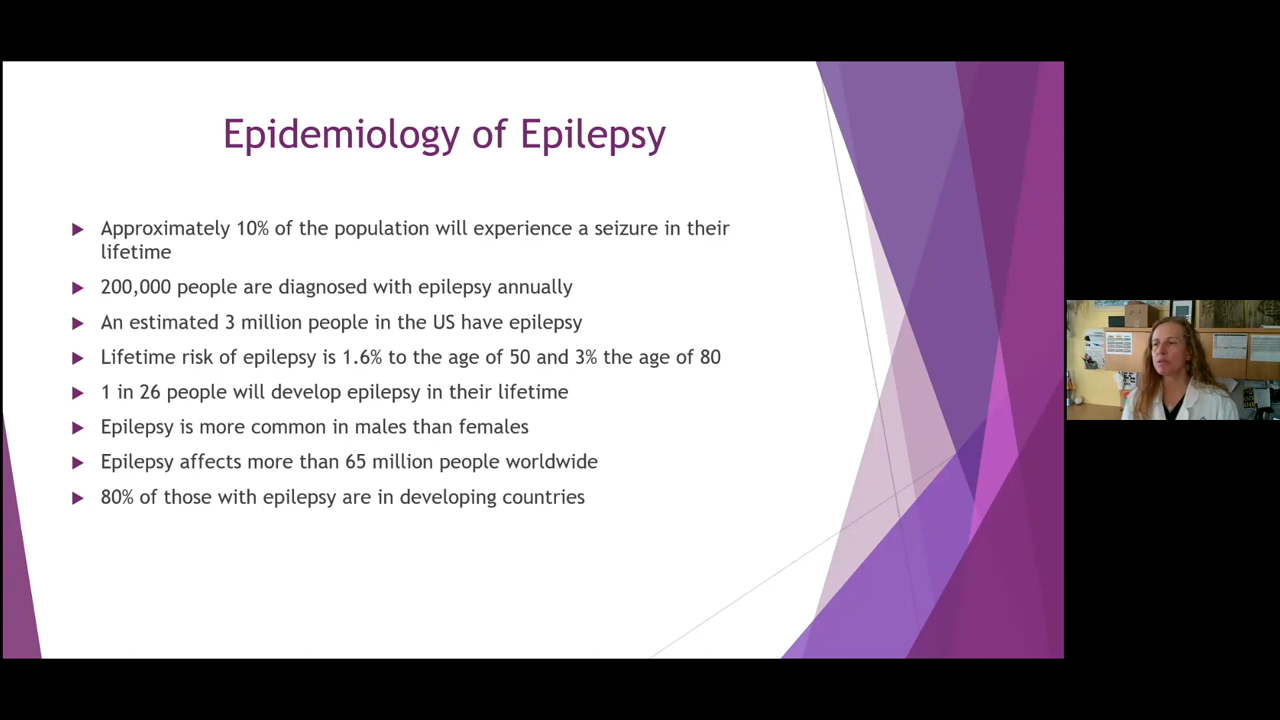 Epidemiology of Epilepsy
Approximately 10% of the population will experience a seizure in their
lifetime
200,000 people are diagnosed with epilepsy annually
An estimated 3 million people in the US have epilepsy
Lifetime risk of epilepsy is 1.6% to the age of 50 and 3% the age of 80
1 in 26 people will develop epilepsy in their lifetime
Epilepsy is more common in males than females
Epilepsy affects more than 65 million people worldwide
80% of those with epilepsy are in developing countries